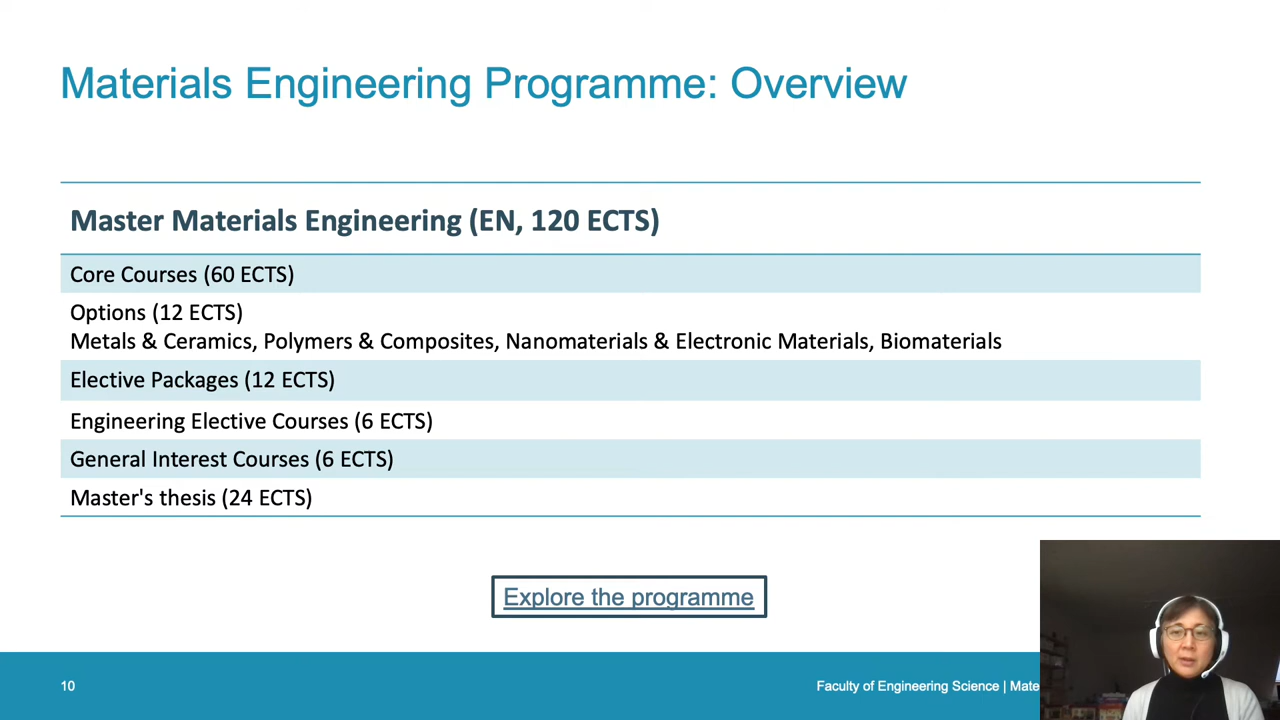 Materials Engineering Programme: Overview
Master Materials Engineering (EN, 120 ECTS)
Core Courses (60 ECTS)
Options (12 ECTS)
Metals & Ceramics, Polymers & Composites, Nanomaterials & Electronic Materials, Biomaterials
Elective Packages (12 ECTS)
Engineering Elective Courses (6 ECTS)
General Interest Courses (6 ECTS)
Master's thesis (24 ECTS)
Explore the programme
10
Faculty of Engineering Science | Mate